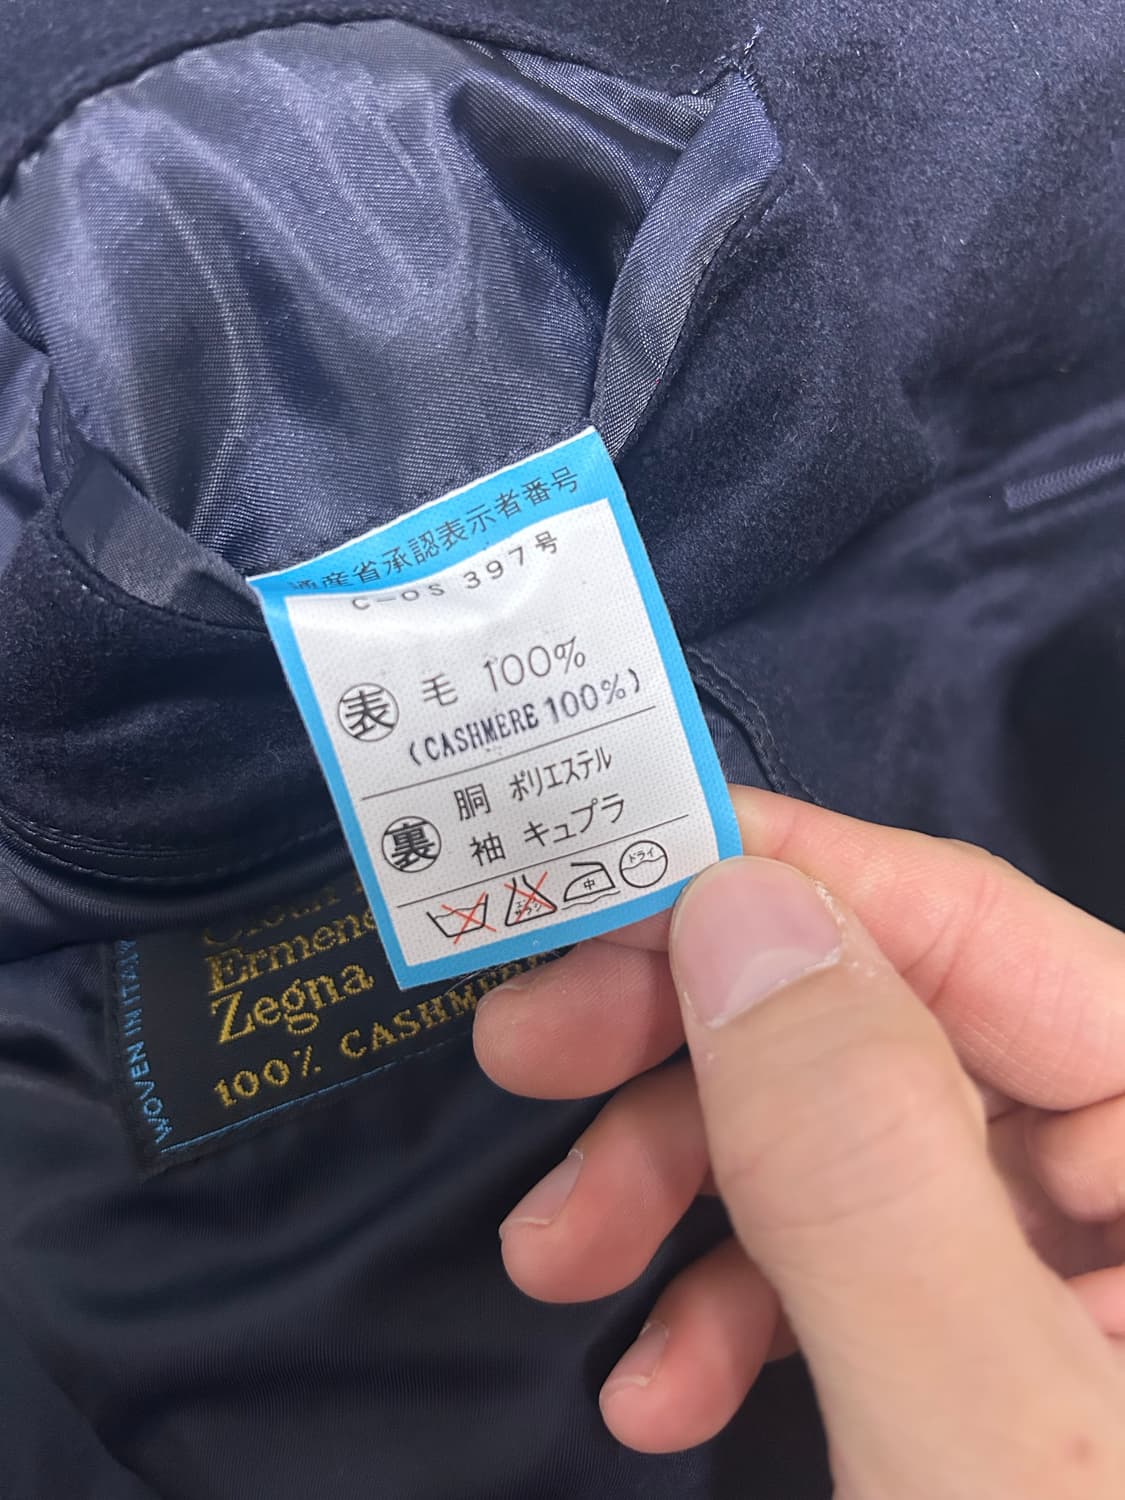 通産省承認表示者番号
C－OS 397号
表 毛 100%
(CASHMERE 100%)
裏 胴 ポリエステル
袖 キュプラ
中
ドライ
Ermene
Zegna
100% CASHM
WOVEN IN ITA